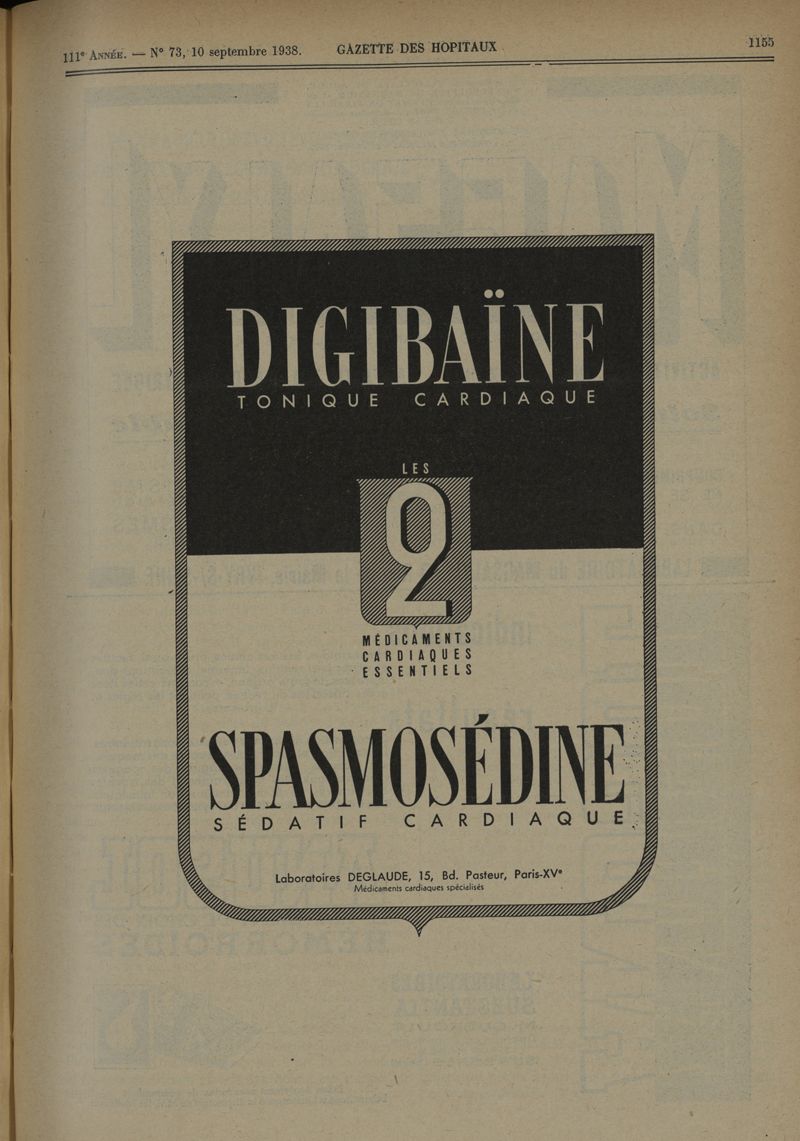 111e ANNÉE. — N° 73, 10 septembre 1938. GAZETTE DES HOPITAUX 1155
DIGIBAÏNE
TONIQUE CARDIAQUE
LES
2
MÉDICAMENTS
CARDIAQUES
ESSENTIELS
SPASMOSÉDINE
SÉDATIF CARDIAQUE
Laboratoires DEGLAUDE, 15, Bd. Pasteur, Paris-XVe
Médicaments cardiaques spécialisés